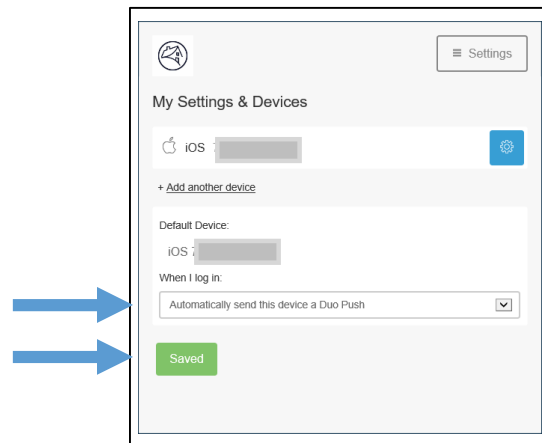 ≡ Settings
My Settings & Devices
iOS
+ Add another device
Default Device:
iOS 7
When I log in:
Automatically send this device a Duo Push
Saved